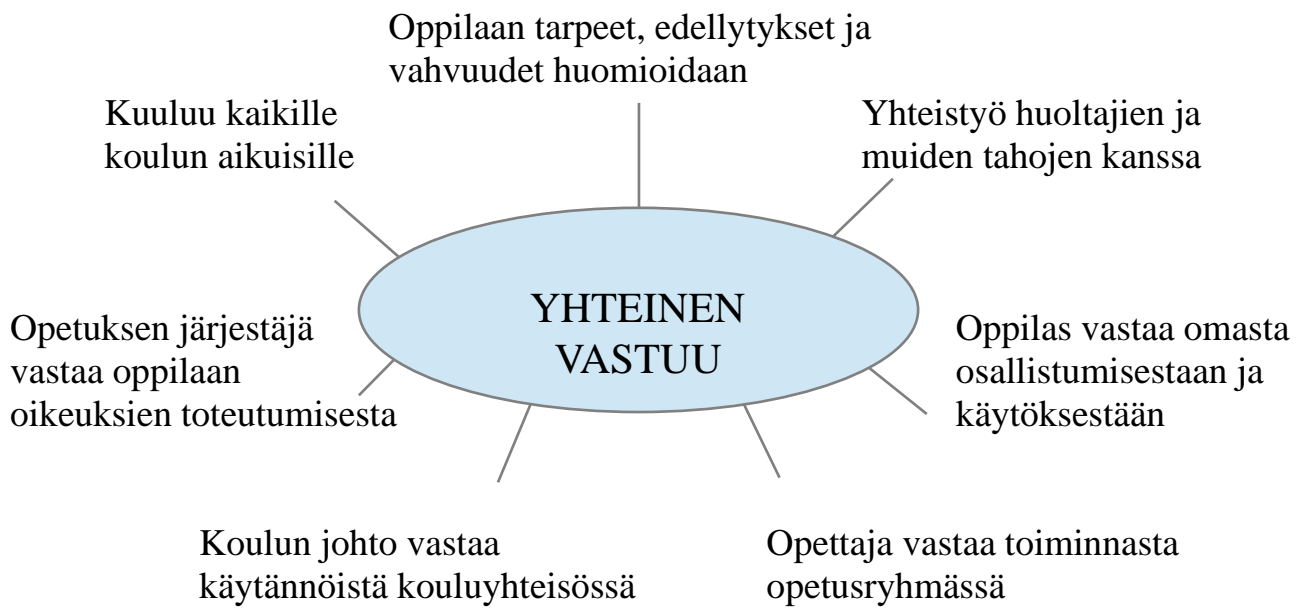 Oppilaan tarpeet, edellytykset ja
vahvuudet huomioidaan
Kuuluu kaikille
koulun aikuisille
Yhteistyö huoltajien ja
muiden tahojen kanssa
YHTEINEN
VASTUU
Opetuksen järjestäjä
vastaa oppilaan
oikeuksien toteutumisesta
Oppilas vastaa omasta
osallistumisestaan ja
käytöksestään
Koulun johto vastaa
käytännöistä kouluyhteisössä
Opettaja vastaa toiminnasta
opetusryhmässä